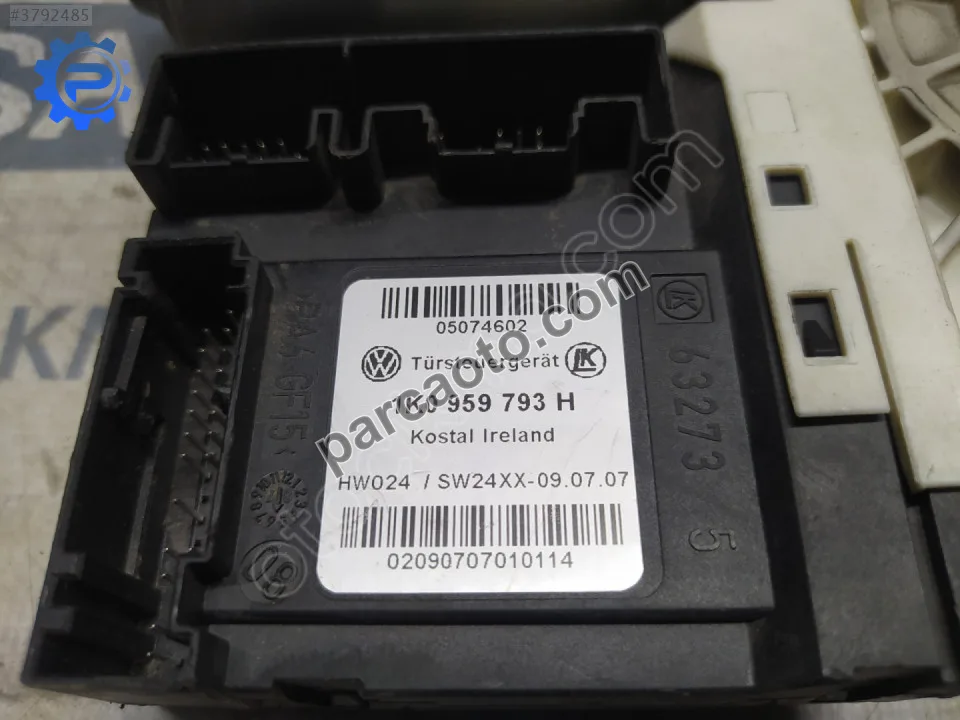 #3792485
05074602
Türsteuergerät
1K0 959 793 H
Kostal Ireland
HW024 / SW24XX-09.07.07
02090707010114
parcaoto.com
63273 5